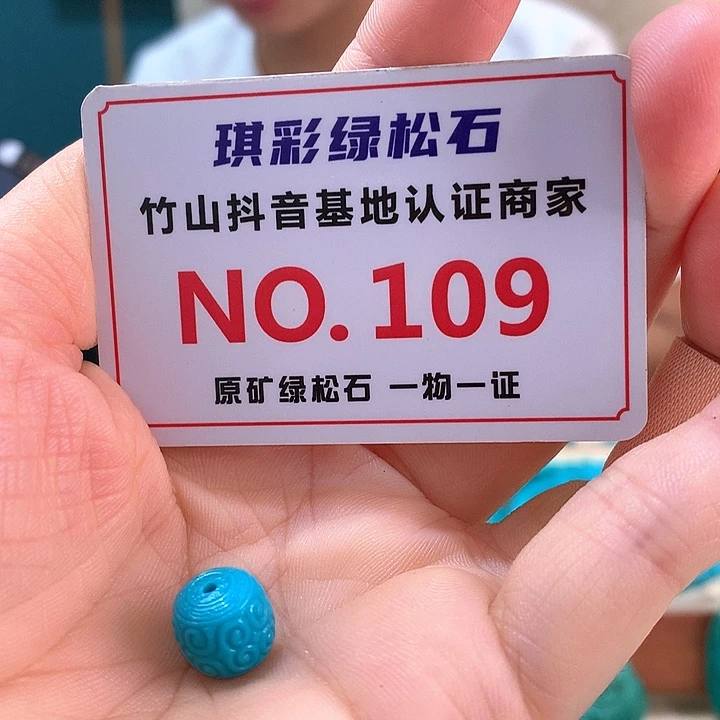 琪彩绿松石
竹山抖音基地认证商家
NO.109
原矿绿松石 一物一证